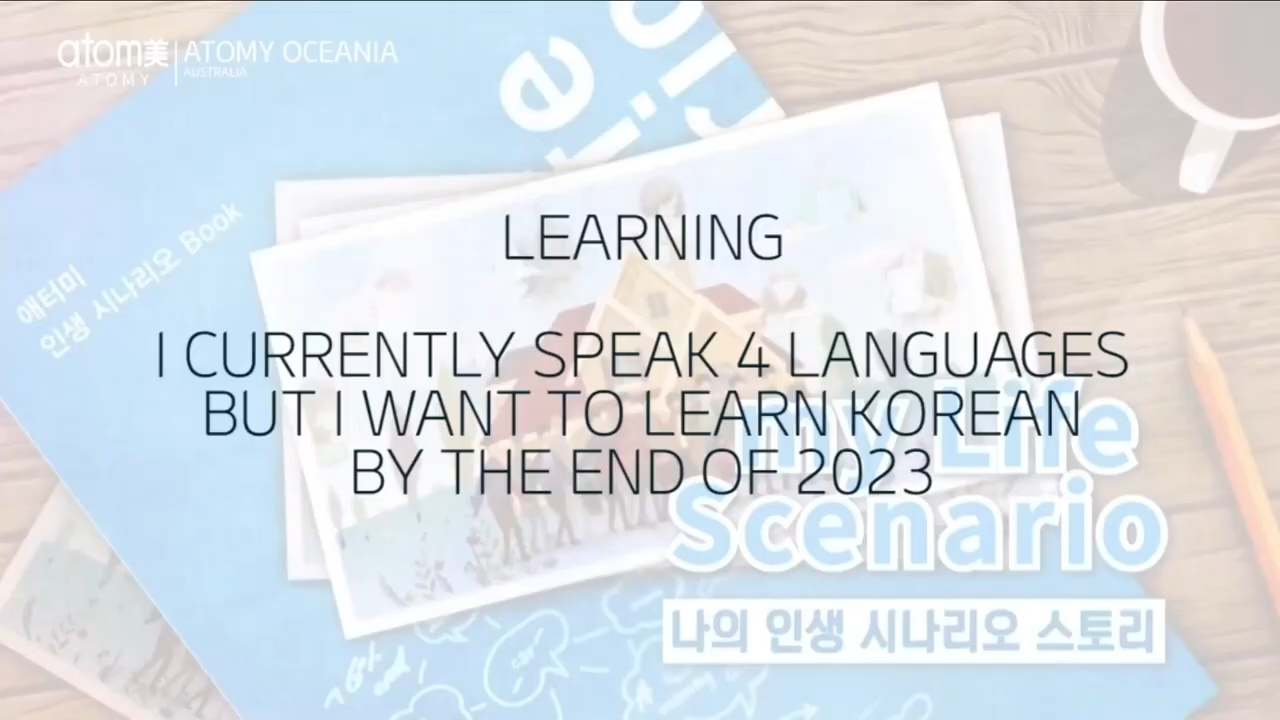 atom美
ATOMY
ATOMY OCEANIA
AUSTRALIA
애터미
인생 시나리오 Book
LEARNING
I CURRENTLY SPEAK 4 LANGUAGES
BUT I WANT TO LEARN KOREAN
BY THE END OF 2023
my Life
Scenario
나의 인생 시나리오 스토리